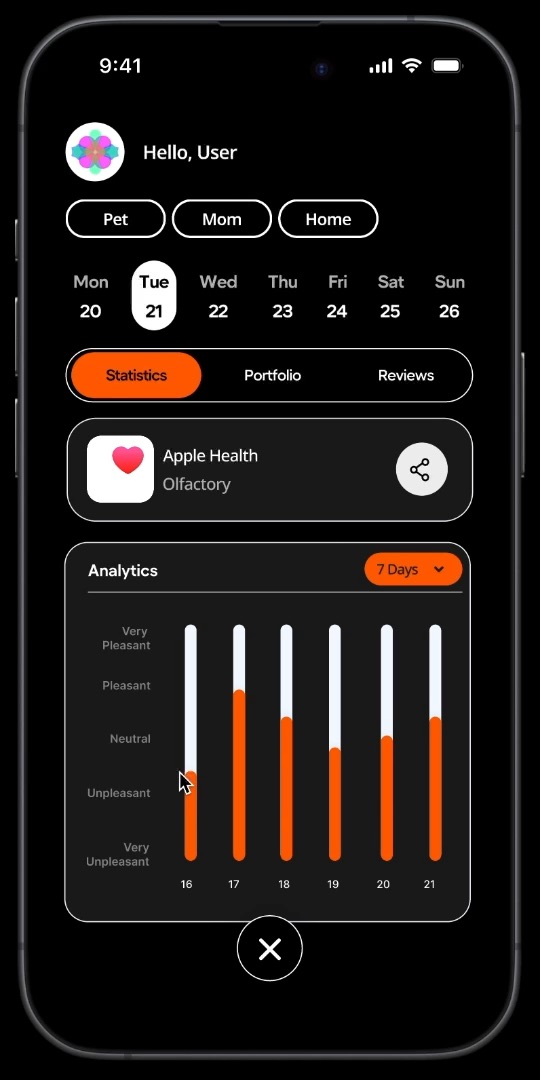 9:41
Hello, User
Pet Mom Home
Mon Tue Wed Thu Fri Sat Sun
20 21 22 23 24 25 26
Statistics Portfolio Reviews
Apple Health
Olfactory
Analytics 7 Days
Very
Pleasant
Pleasant
Neutral
Unpleasant
Very
Unpleasant
16 17 18 19 20 21